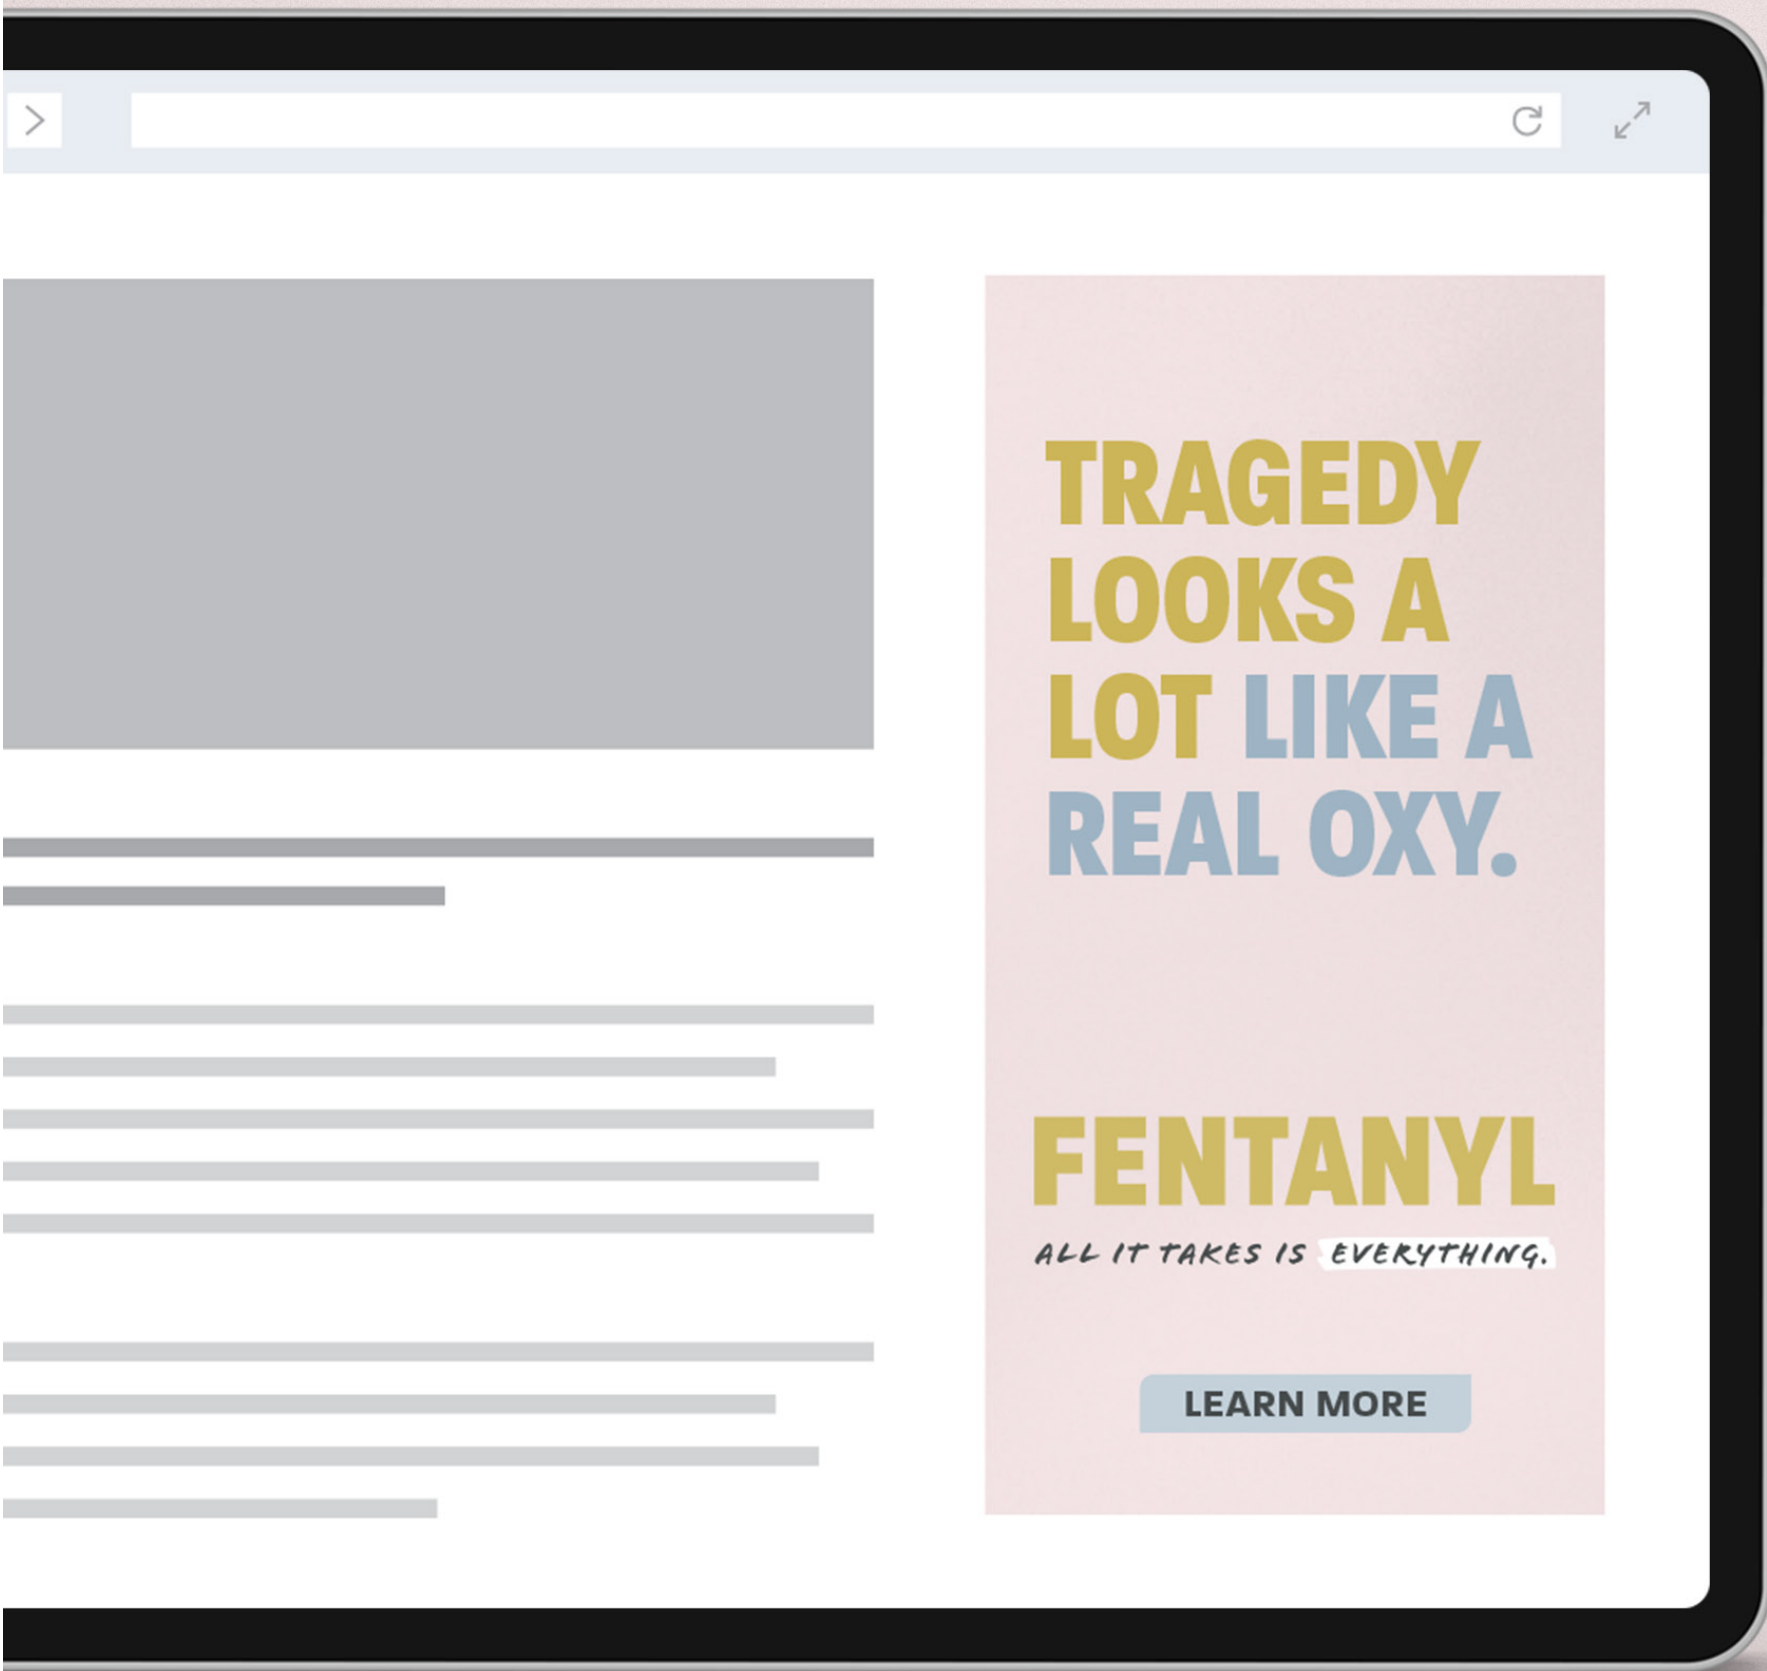 TRAGEDY
LOOKS A
LOT LIKE A
REAL OXY.
FENTANYL
ALL IT TAKES IS EVERYTHING.
LEARN MORE